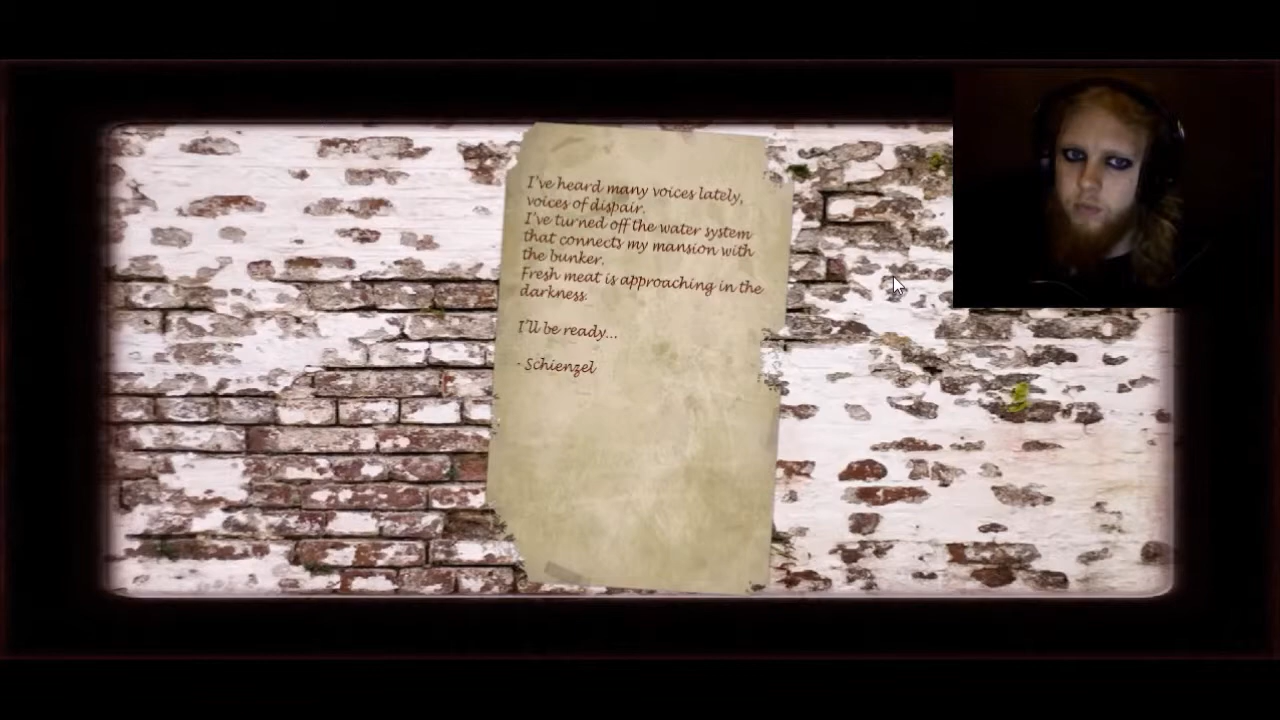 I've heard many voices lately,
voices of dispair.
I've turned off the water system
that connects my mansion with
the bunker.
Fresh meat is approaching in the
darkness.
I'll be ready...
- Schienzel